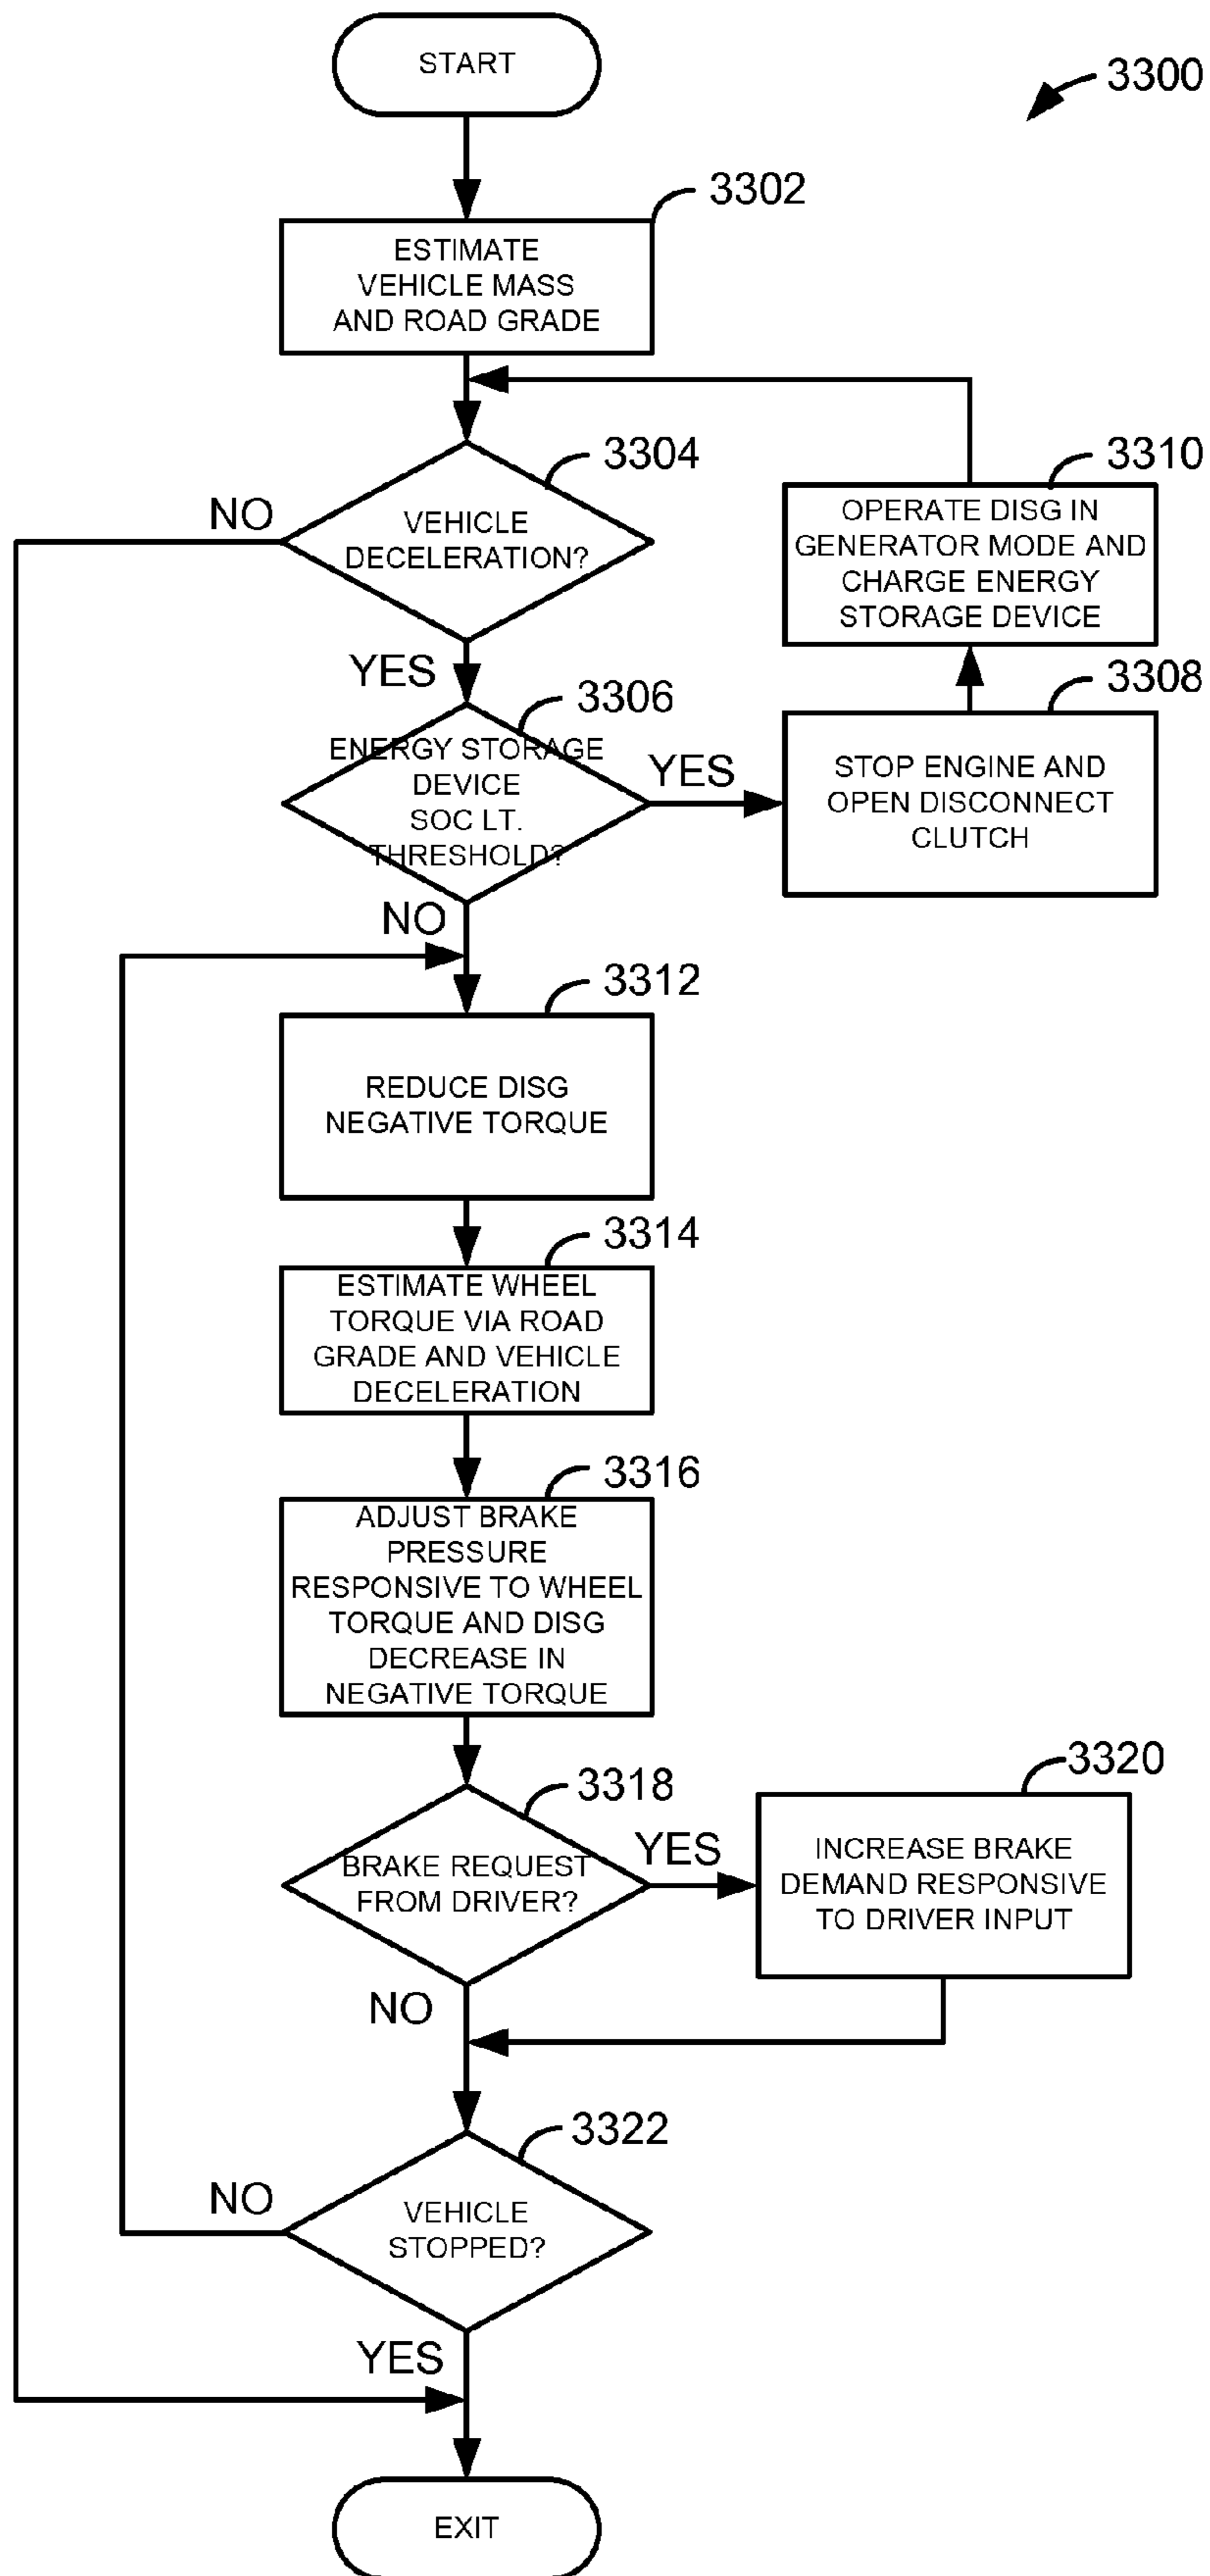 START
3300
3302
ESTIMATE
VEHICLE MASS
AND ROAD GRADE
3304
NO
VEHICLE
DECELERATION?
3310
OPERATE DISG IN
GENERATOR MODE AND
CHARGE ENERGY
STORAGE DEVICE
YES
3306
ENERGY STORAGE
DEVICE
SOC LT.
THRESHOLD?
YES
3308
STOP ENGINE AND
OPEN DISCONNECT
CLUTCH
NO
3312
REDUCE DISG
NEGATIVE TORQUE
3314
ESTIMATE WHEEL
TORQUE VIA ROAD
GRADE AND VEHICLE
DECELERATION
3316
ADJUST BRAKE
PRESSURE
RESPONSIVE TO WHEEL
TORQUE AND DISG
DECREASE IN
NEGATIVE TORQUE
3318
BRAKE REQUEST
FROM DRIVER?
YES
3320
INCREASE BRAKE
DEMAND RESPONSIVE
TO DRIVER INPUT
NO
3322
NO
VEHICLE
STOPPED?
YES
EXIT